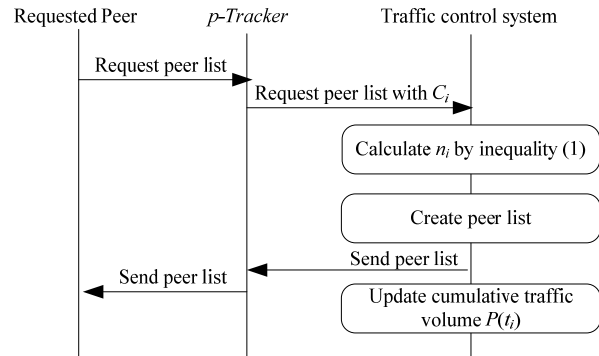 Requested Peer
p-Tracker
Traffic control system
Request peer list
Request peer list with Ci
Calculate ni by inequality (1)
Create peer list
Send peer list
Send peer list
Update cumulative traffic
volume P(ti)